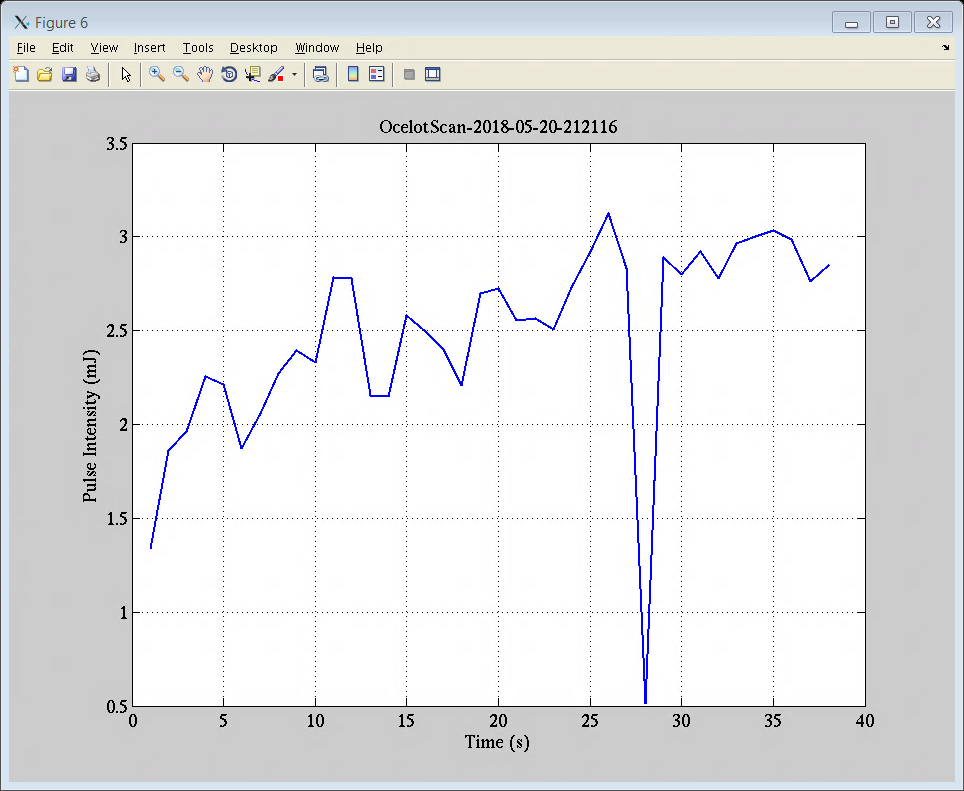 Figure 6
File Edit View Insert Tools Desktop Window Help
OcelotScan-2018-05-20-212116
3.5
3
2.5
2
1.5
1
0.5
Pulse Intensity (mJ)
0 5 10 15 20 25 30 35 40
Time (s)